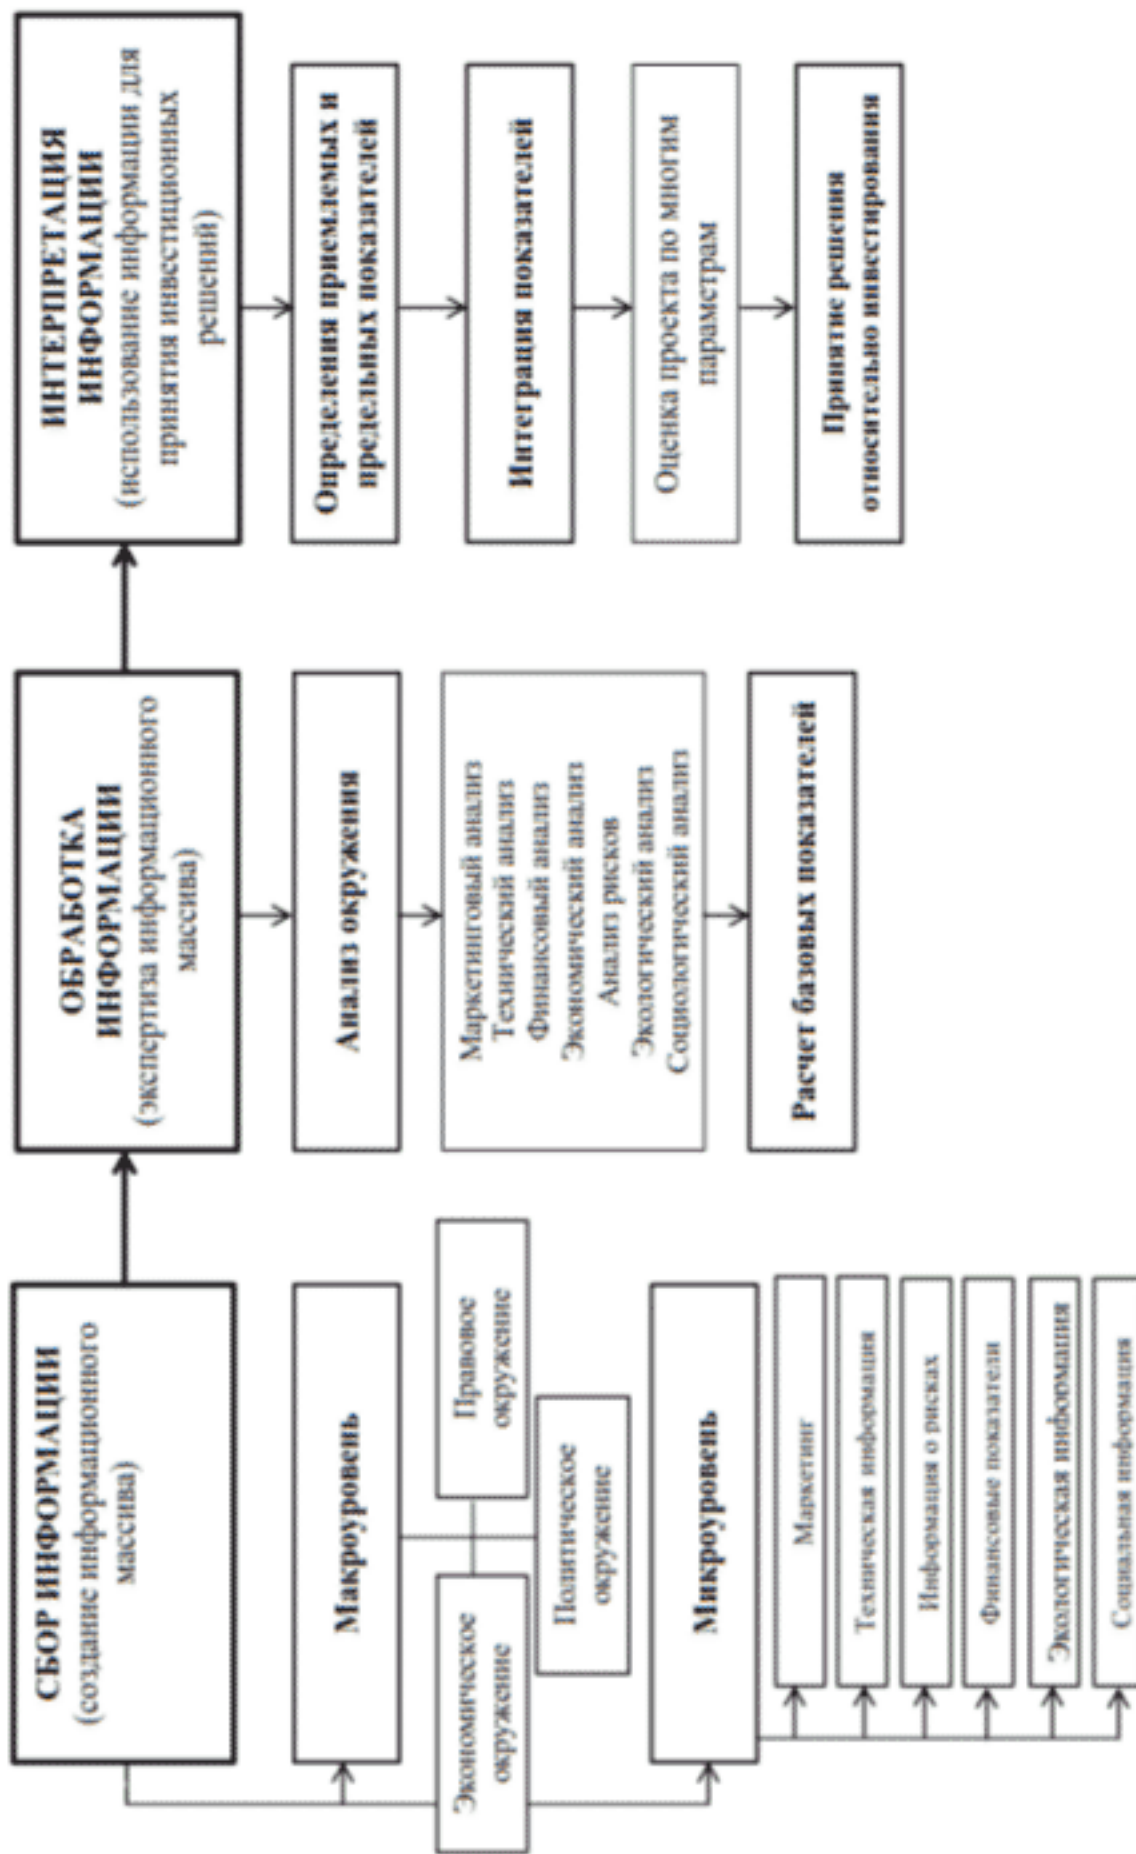 СБОР ИНФОРМАЦИИ
(создание информационного
массива)
Макроуровень
Экономическое
окружение
Правовое
окружение
Политическое
окружение
Микроуровень
Маркетинг
Техническая информация
Информация о рисках
Финансовые показатели
Экологическая информация
Социальная информация
ОБРАБОТКА
ИНФОРМАЦИИ
(экспертиза информационного
массива)
Анализ окружения
Маркетинговый анализ
Технический анализ
Финансовый анализ
Экономический анализ
Анализ рисков
Экологический анализ
Социологический анализ
Расчет базовых показателей
ИНТЕРПРЕТАЦИЯ
ИНФОРМАЦИИ
(использование информации для
принятия инвестиционных
решений)
Определения приемлемых и
предельных показателей
Интеграция показателей
Оценка проекта по многим
параметрам
Принятие решения
относительно инвестирования